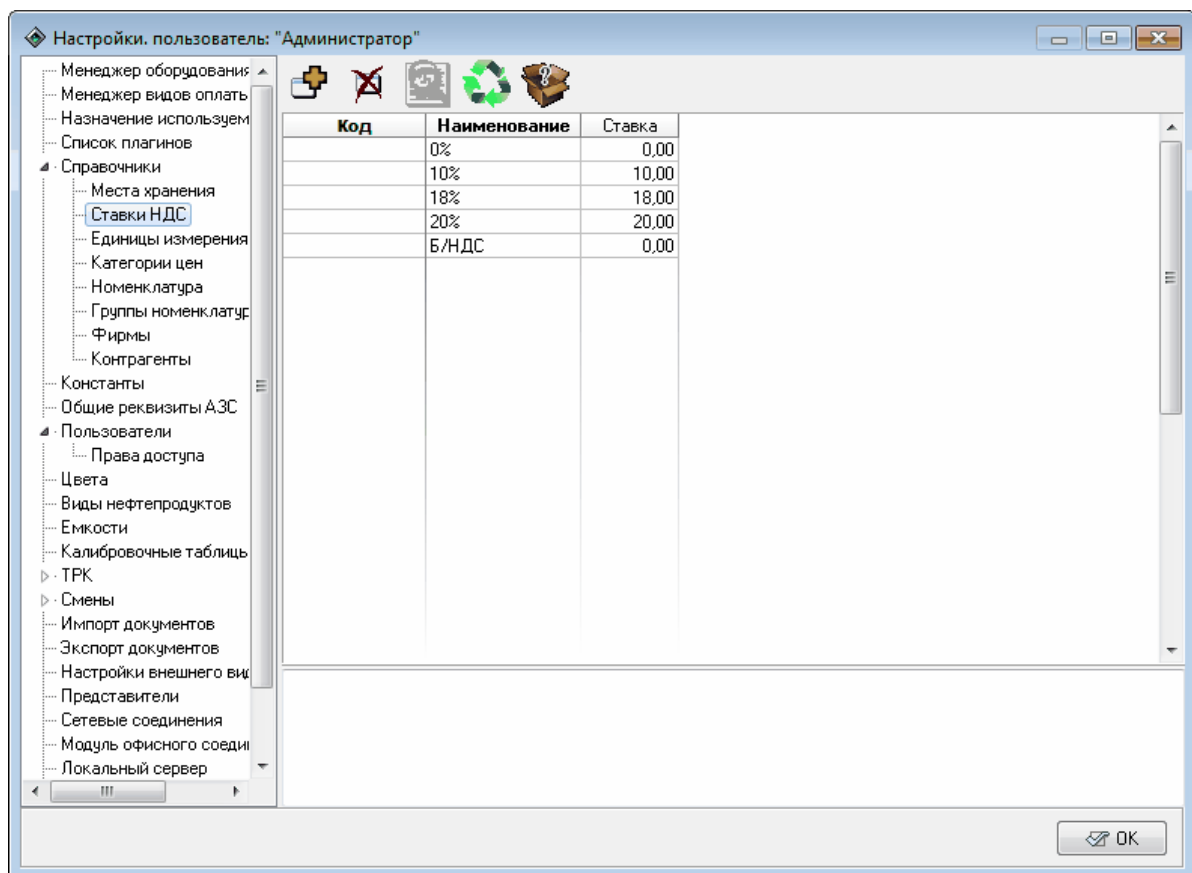 Настройки. пользователь: "Администратор"
Менеджер оборудования
Менеджер видов оплать
Назначение используем
Список плагинов
Справочники
Места хранения
Ставки НДС
Единицы измерения
Категории цен
Номенклатура
Группы номенклатур
Фирмы
Контрагенты
Константы
Общие реквизиты АЗС
Пользователи
Права доступа
Цвета
Виды нефтепродуктов
Емкости
Калибровочные таблиць
ТРК
Смены
Импорт документов
Экспорт документов
Настройки внешнего вид
Представители
Сетевые соединения
Модуль офисного соеди
Локальный сервер
Код Наименование Ставка
0% 0,00
10% 10,00
18% 18,00
20% 20,00
Б/НДС 0,00
OK